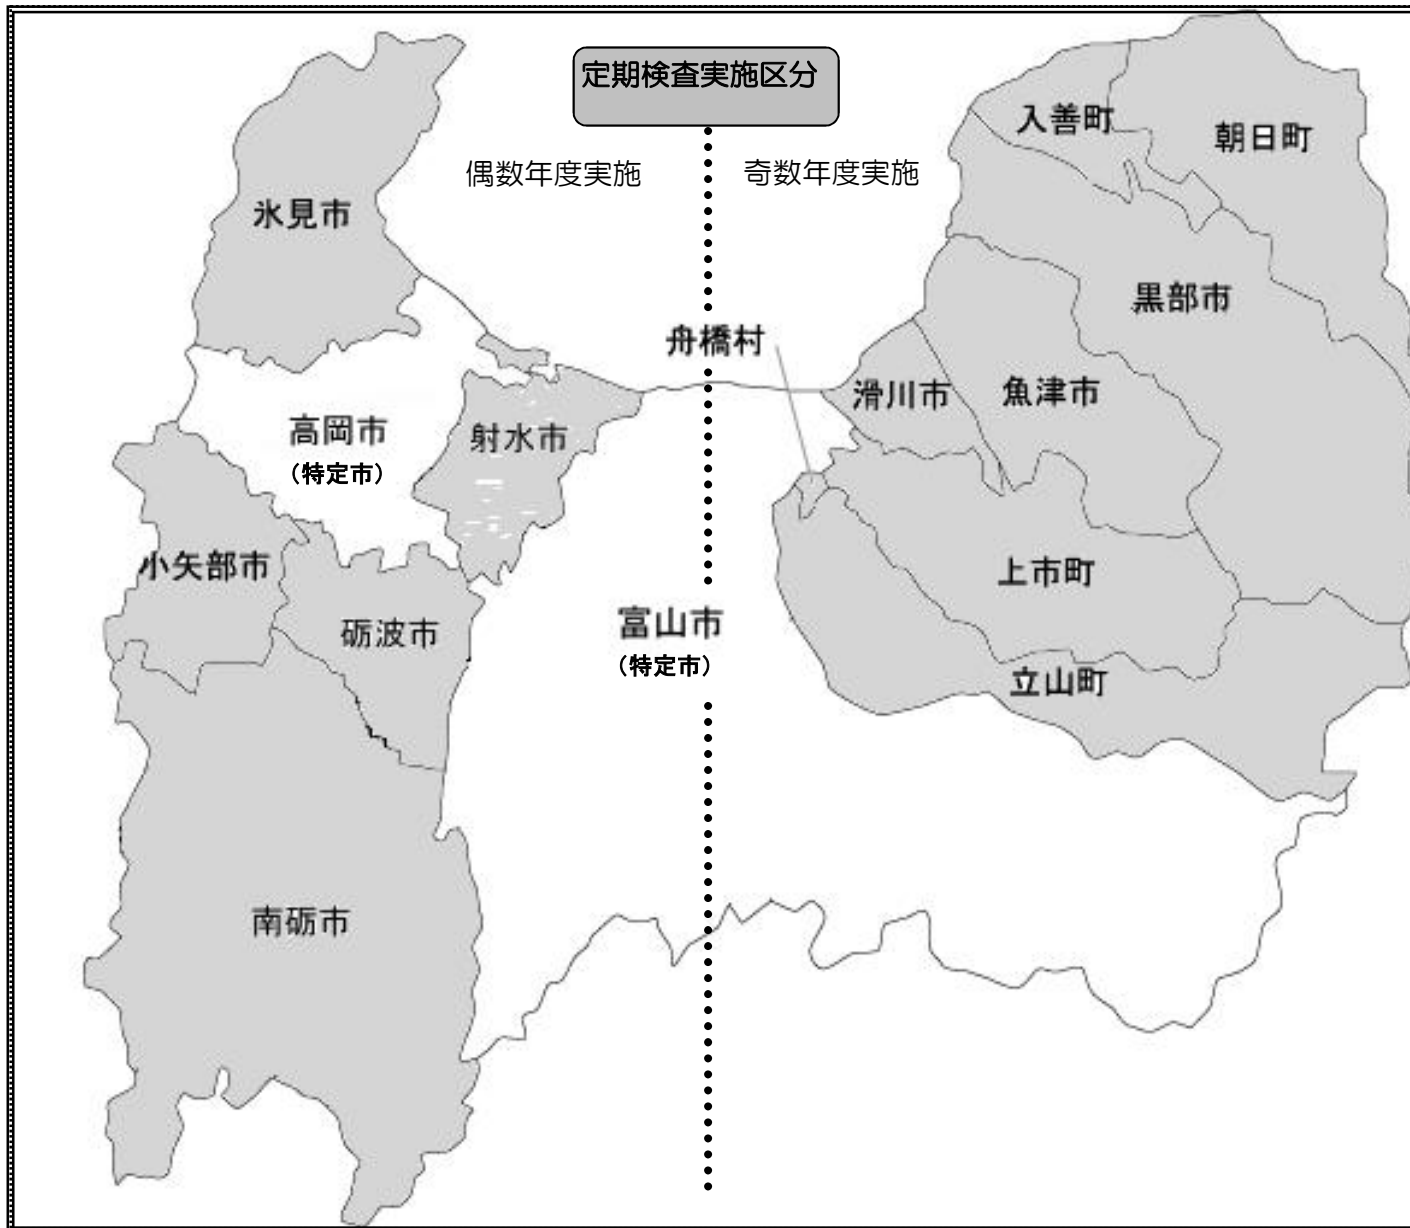 定期検査実施区分
偶数年度実施
奇数年度実施
入善町
朝日町
氷見市
黒部市
舟橋村
滑川市
魚津市
高岡市
(特定市)
射水市
小矢部市
砺波市
上市町
富山市
(特定市)
立山町
南砺市